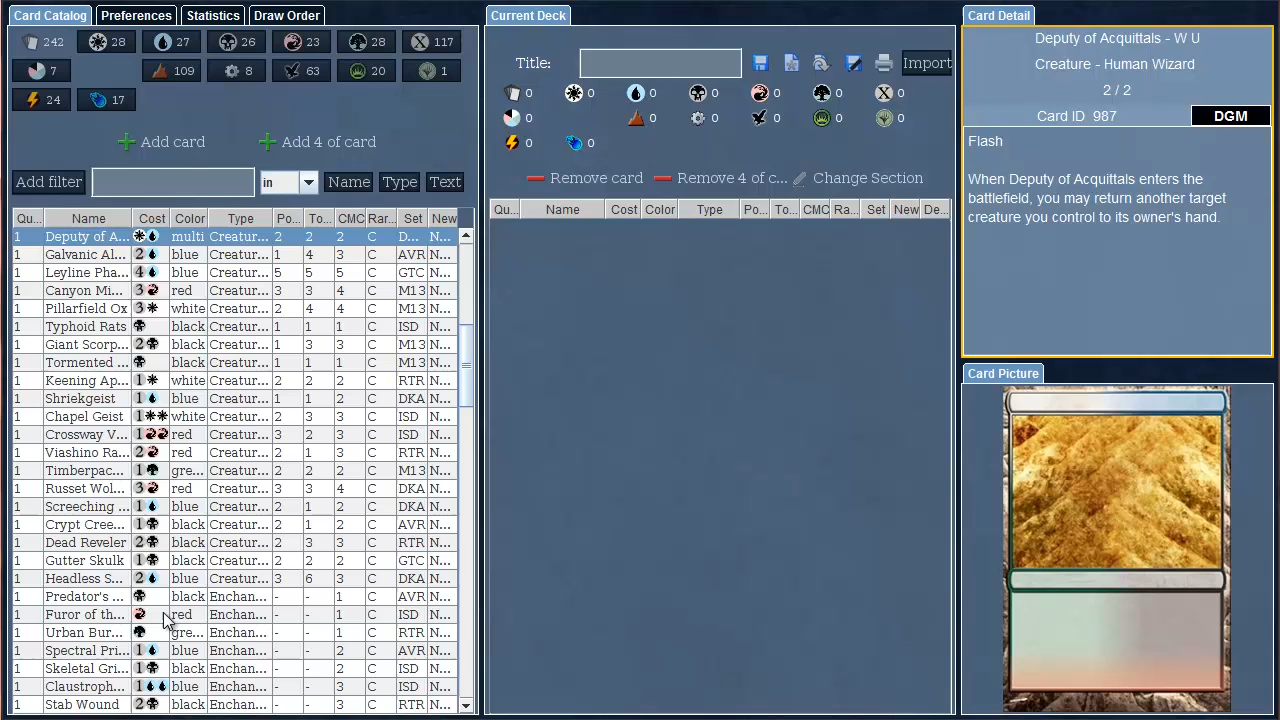 Card Catalog Preferences Statistics Draw Order
242 28 27 26 23 28 117
7 109 8 63 20 1
24 17
Add card Add 4 of card
Add filter in Name Type Text
Qu... Name Cost Color Type Po... To... CMC Rar... Set New
1 Deputy of A... multi Creatur... 2 2 2 C D... N...
1 Galvanic Al... 2 blue Creatur... 1 4 3 C AVR N...
1 Leyline Pha... 4 blue Creatur... 5 5 5 C GTC N...
1 Canyon Mi... 3 red Creatur... 3 3 4 C M13 N...
1 Pillarfield Ox 3 white Creatur... 2 4 4 C M13 N...
1 Typhoid Rats black Creatur... 1 1 1 C ISD N...
1 Giant Scorp... 2 black Creatur... 1 3 3 C M13 N...
1 Tormented ... black Creatur... 1 1 1 C M13 N...
1 Keening Ap... 1 white Creatur... 2 2 2 C RTR N...
1 Shriekgeist 1 blue Creatur... 1 1 2 C DKA N...
1 Chapel Geist 1 white Creatur... 2 3 3 C ISD N...
1 Crossway V... 1 red Creatur... 3 2 3 C ISD N...
1 Viashino Ra... 2 red Creatur... 2 1 3 C RTR N...
1 Timberpac... 1 gre... Creatur... 2 2 2 C M13 N...
1 Russet Wol... 3 red Creatur... 3 3 4 C DKA N...
1 Screeching ... 1 blue Creatur... 2 1 2 C DKA N...
1 Crypt Cree... 1 black Creatur... 2 1 2 C AVR N...
1 Dead Reveler 2 black Creatur... 2 3 3 C RTR N...
1 Gutter Skulk 1 black Creatur... 2 2 2 C GTC N...
1 Headless S... 2 blue Creatur... 3 6 3 C DKA N...
1 Predator's ... black Enchan... - - 1 C AVR N...
1 Furor of th... red Enchan... - - 1 C ISD N...
1 Urban Bur... gre... Enchan... - - 1 C RTR N...
1 Spectral Pri... 1 blue Enchan... - - 2 C AVR N...
1 Skeletal Gri... 1 black Enchan... - - 2 C ISD N...
1 Claustroph... 1 blue Enchan... - - 3 C ISD N...
1 Stab Wound 2 black Enchan... - - 3 C RTR N...
Current Deck
Title: Import
0 0 0 0 0 0 0
0 0 0 0 0 0
0 0
Remove card Remove 4 of c... Change Section
Qu... Name Cost Color Type Po... To... CMC Ra... Set New De...
Card Detail
Deputy of Acquittals - W U
Creature - Human Wizard
2 / 2
Card ID 987 DGM
Flash
When Deputy of Acquittals enters the
battlefield, you may return another target
creature you control to its owner's hand.
Card Picture